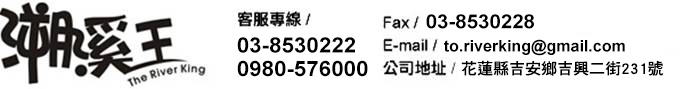 溯溪王
The River King
客服專線 /
03-8530222
0980-576000
Fax / 03-8530228
E-mail / to.riverking@gmail.com
公司地址 / 花蓮縣吉安鄉吉興二街231號